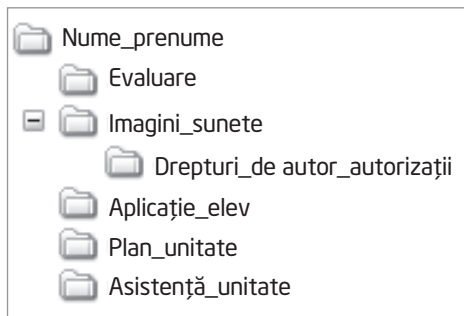 Nume_prenume
Evaluare
Imagini_sunete
Drepturi_de autor_autorizații
Aplicație_elev
Plan_unitate
Asistență_unitate